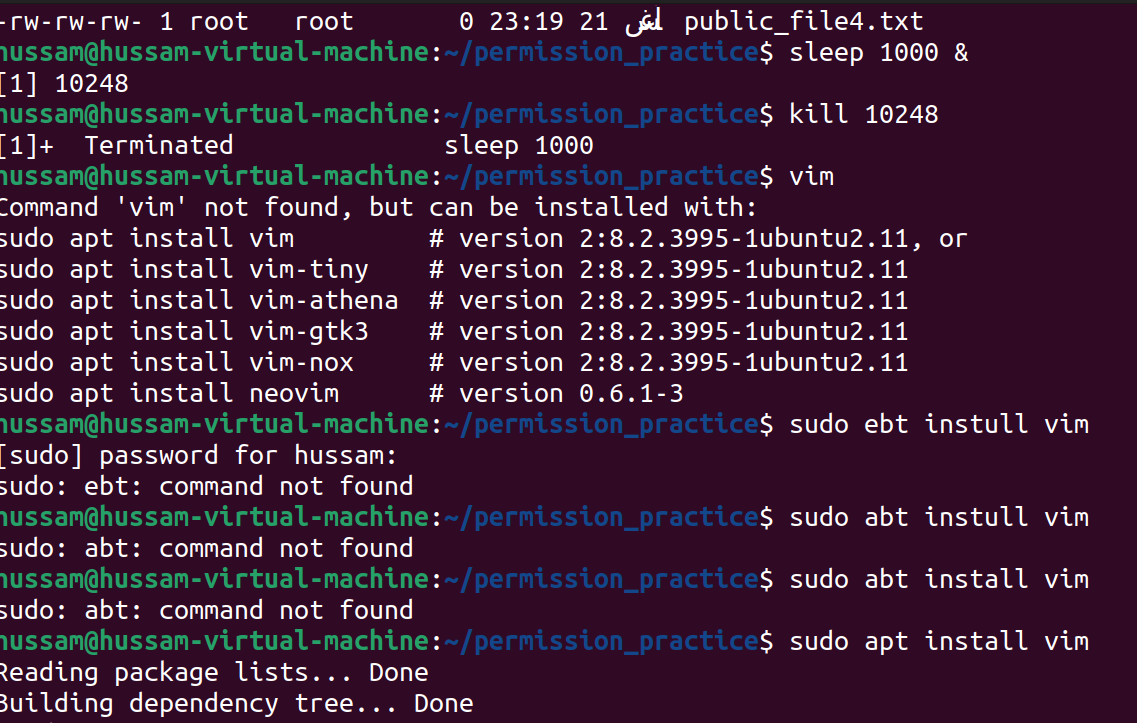 -rw-rw-rw- 1 root   root       0 23:19 21 public_file4.txt
hussam@hussam-virtual-machine:~/permission_practice$ sleep 1000 &
[1] 10248
hussam@hussam-virtual-machine:~/permission_practice$ kill 10248
[1]+  Terminated              sleep 1000
hussam@hussam-virtual-machine:~/permission_practice$ vim
Command 'vim' not found, but can be installed with:
sudo apt install vim         # version 2:8.2.3995-1ubuntu2.11, or
sudo apt install vim-tiny    # version 2:8.2.3995-1ubuntu2.11
sudo apt install vim-athena  # version 2:8.2.3995-1ubuntu2.11
sudo apt install vim-gtk3    # version 2:8.2.3995-1ubuntu2.11
sudo apt install vim-nox     # version 2:8.2.3995-1ubuntu2.11
sudo apt install neovim      # version 0.6.1-3
hussam@hussam-virtual-machine:~/permission_practice$ sudo ebt instull vim
[sudo] password for hussam:
sudo: ebt: command not found
hussam@hussam-virtual-machine:~/permission_practice$ sudo abt instull vim
sudo: abt: command not found
hussam@hussam-virtual-machine:~/permission_practice$ sudo abt install vim
sudo: abt: command not found
hussam@hussam-virtual-machine:~/permission_practice$ sudo apt install vim
Reading package lists... Done
Building dependency tree... Done